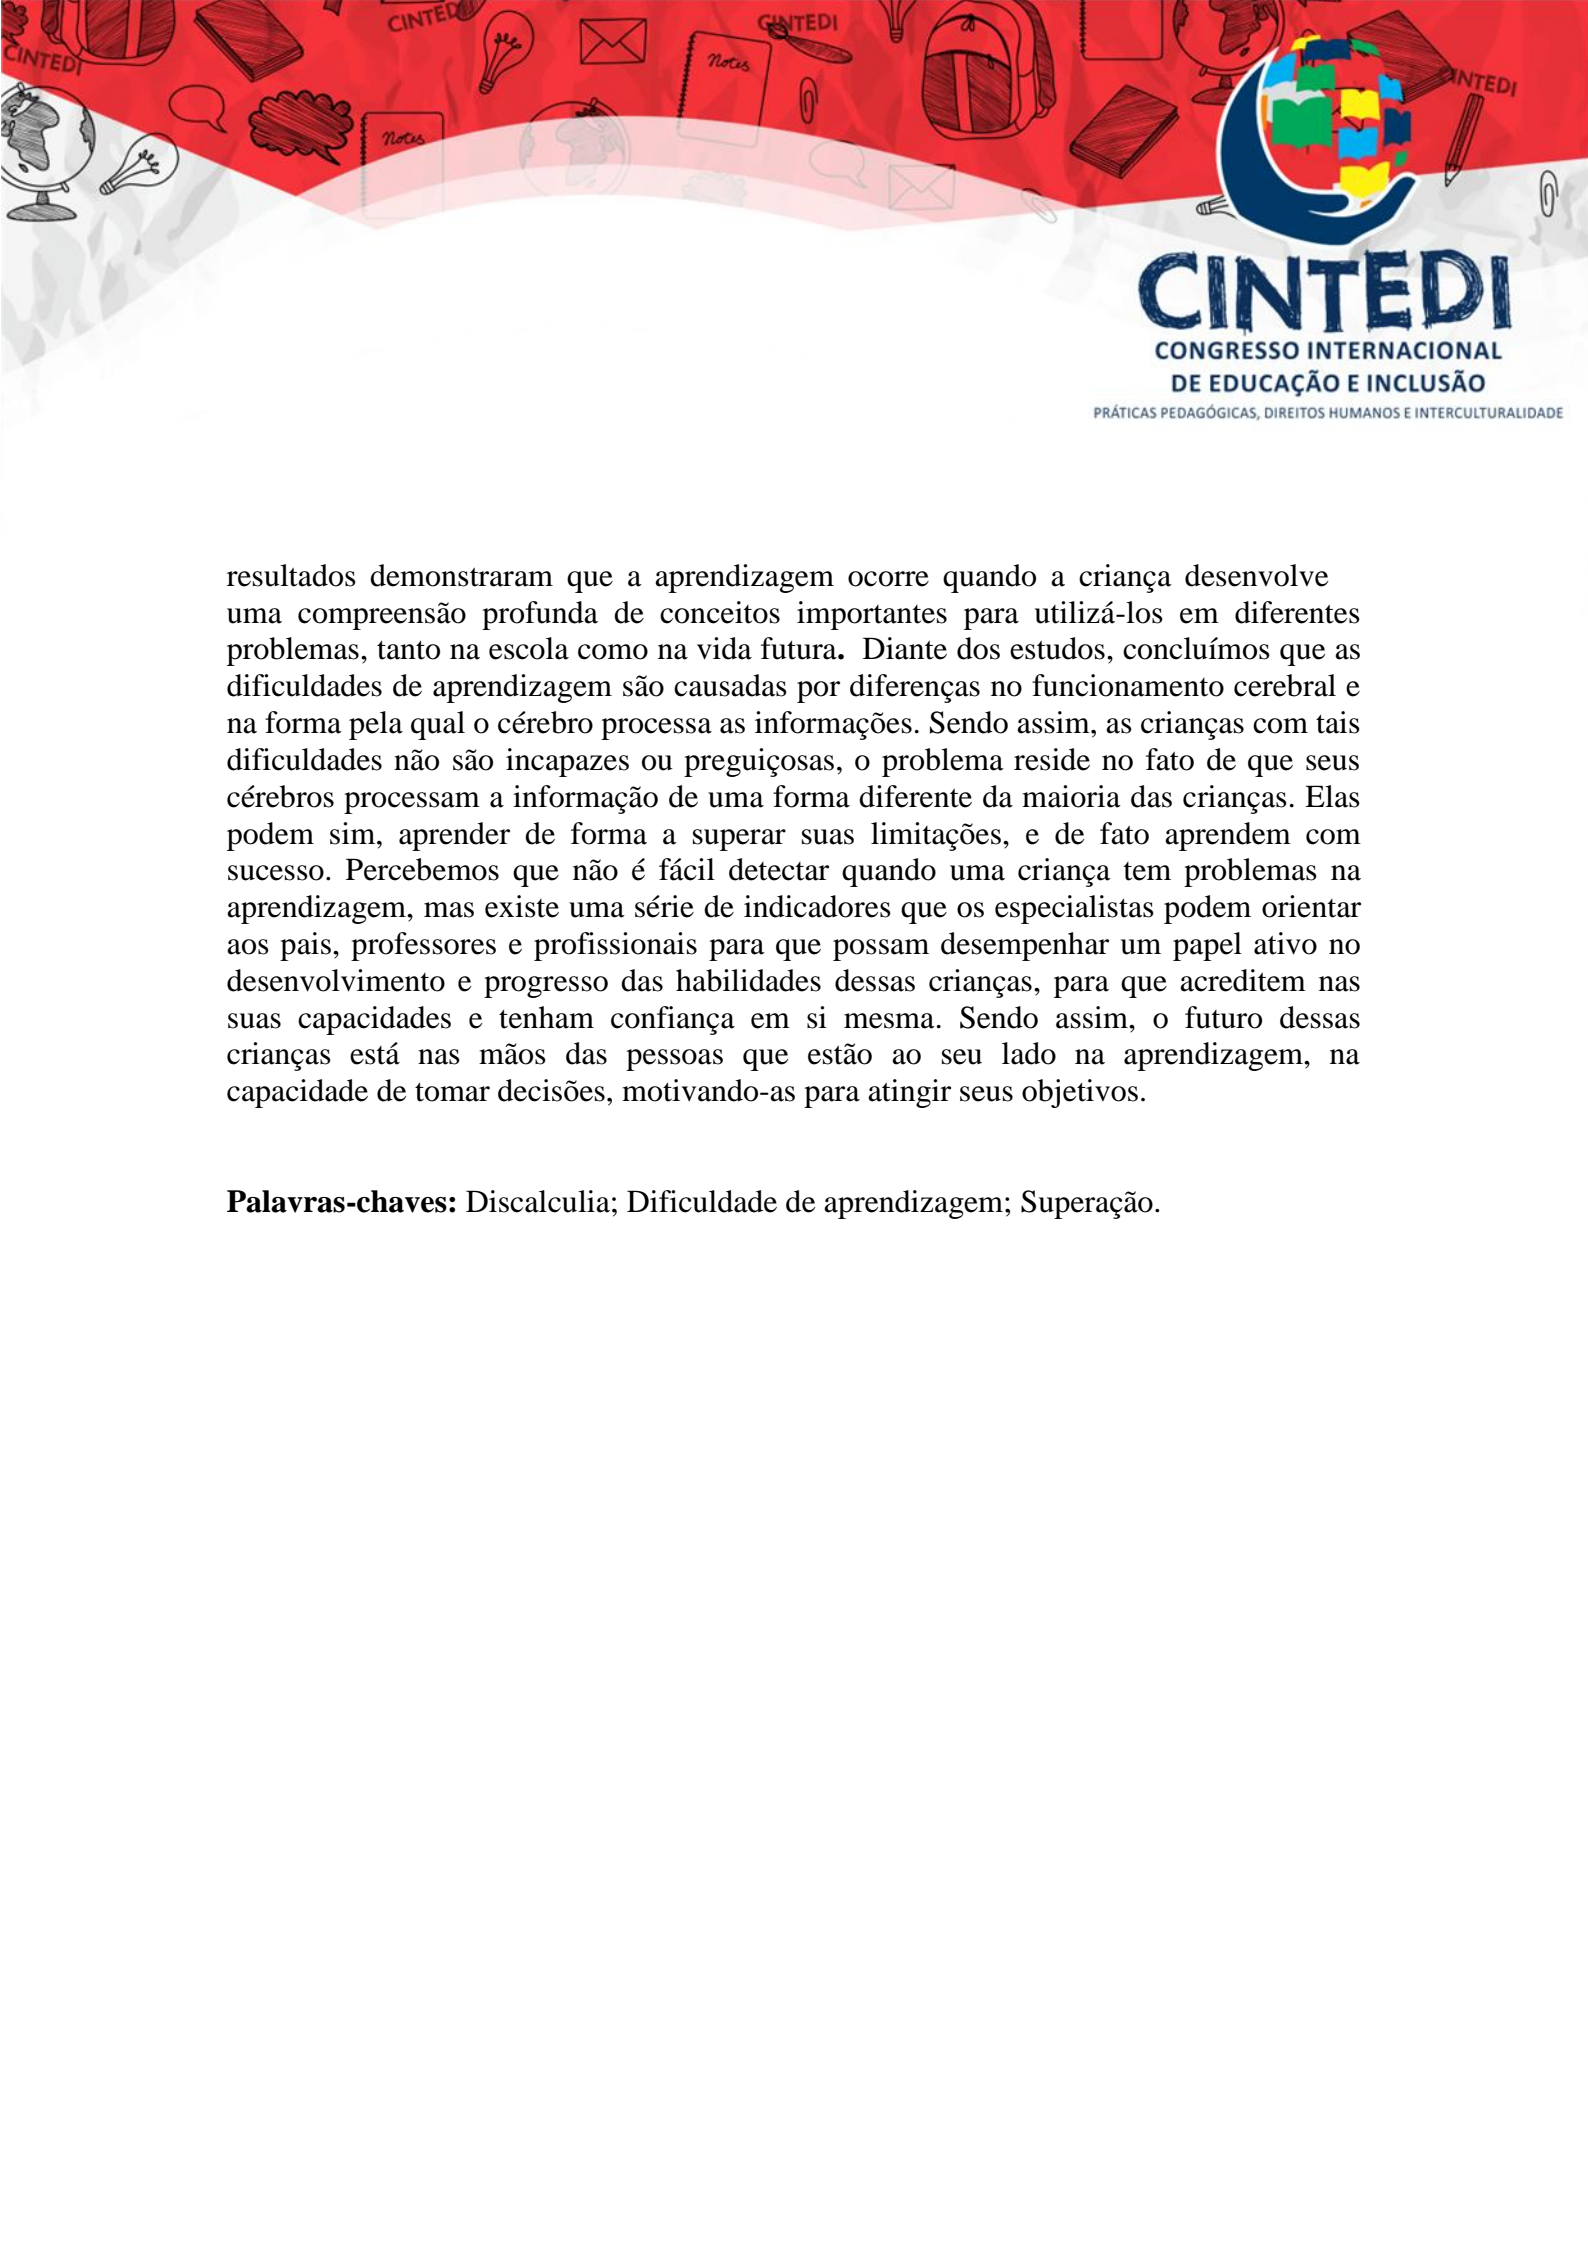 CINTEDI
CINTEDI
CINTEDI
INTEDI
Notes
Notes
CINTEDI
CONGRESSO INTERNACIONAL
DE EDUCAÇÃO E INCLUSÃO
PRÁTICAS PEDAGÓGICAS, DIREITOS HUMANOS E INTERCULTURALIDADE
resultados demonstraram que a aprendizagem ocorre quando a criança desenvolve
uma compreensão profunda de conceitos importantes para utilizá-los em diferentes
problemas, tanto na escola como na vida futura. Diante dos estudos, concluímos que as
dificuldades de aprendizagem são causadas por diferenças no funcionamento cerebral e
na forma pela qual o cérebro processa as informações. Sendo assim, as crianças com tais
dificuldades não são incapazes ou preguiçosas, o problema reside no fato de que seus
cérebros processam a informação de uma forma diferente da maioria das crianças. Elas
podem sim, aprender de forma a superar suas limitações, e de fato aprendem com
sucesso. Percebemos que não é fácil detectar quando uma criança tem problemas na
aprendizagem, mas existe uma série de indicadores que os especialistas podem orientar
aos pais, professores e profissionais para que possam desempenhar um papel ativo no
desenvolvimento e progresso das habilidades dessas crianças, para que acreditem nas
suas capacidades e tenham confiança em si mesma. Sendo assim, o futuro dessas
crianças está nas mãos das pessoas que estão ao seu lado na aprendizagem, na
capacidade de tomar decisões, motivando-as para atingir seus objetivos.
Palavras-chaves: Discalculia; Dificuldade de aprendizagem; Superação.